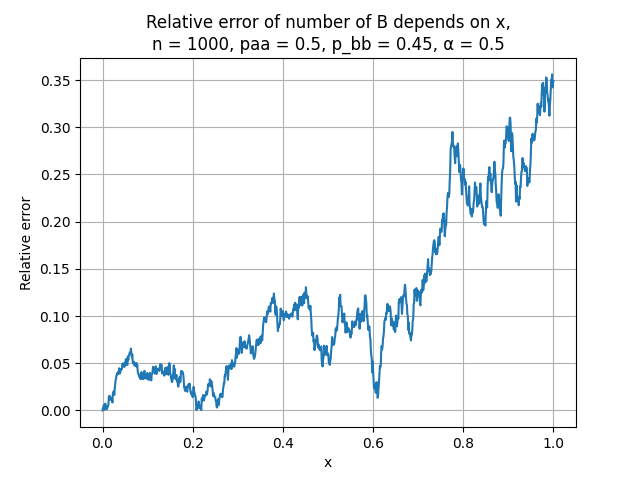 Relative error of number of B depends on x,
n = 1000, paa = 0.5, p_bb = 0.45, α = 0.5
Relative error
0.35
0.30
0.25
0.20
0.15
0.10
0.05
0.00
0.0 0.2 0.4 0.6 0.8 1.0
x